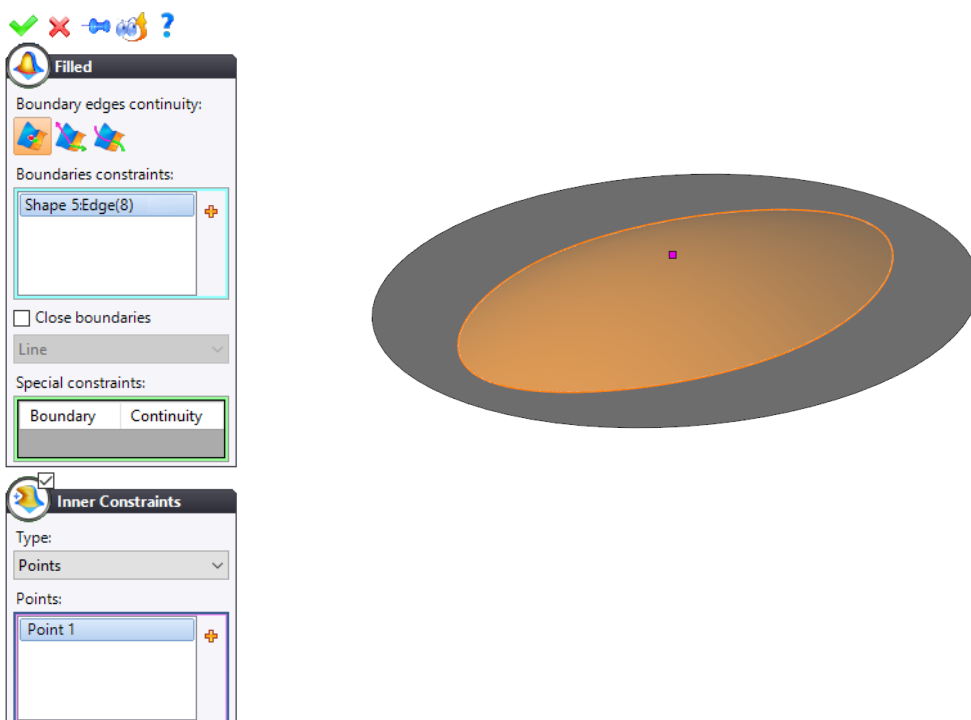 ?
Filled
Boundary edges continuity:
Boundaries constraints:
Shape 5:Edge(8)
Close boundaries
Line
Special constraints:
Boundary Continuity
Inner Constraints
Type:
Points
Points:
Point 1